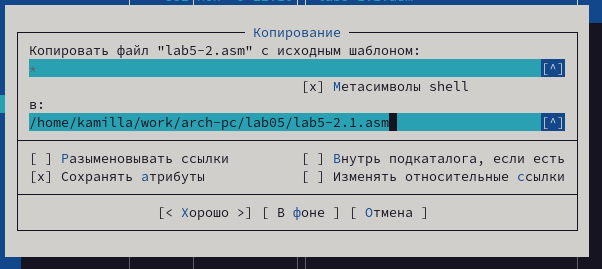 Копирование
Копировать файл "lab5-2.asm" с исходным шаблоном:
* [^]
[x] Метасимволы shell
в:
/home/kamilla/work/arch-pc/lab05/lab5-2.1.asm [^]
[ ] Разыменовывать ссылки [ ] Внутрь подкаталога, если есть
[x] Сохранять атрибуты [ ] Изменять относительные ссылки
[< Хорошо >] [ В фоне ] [ Отмена ]